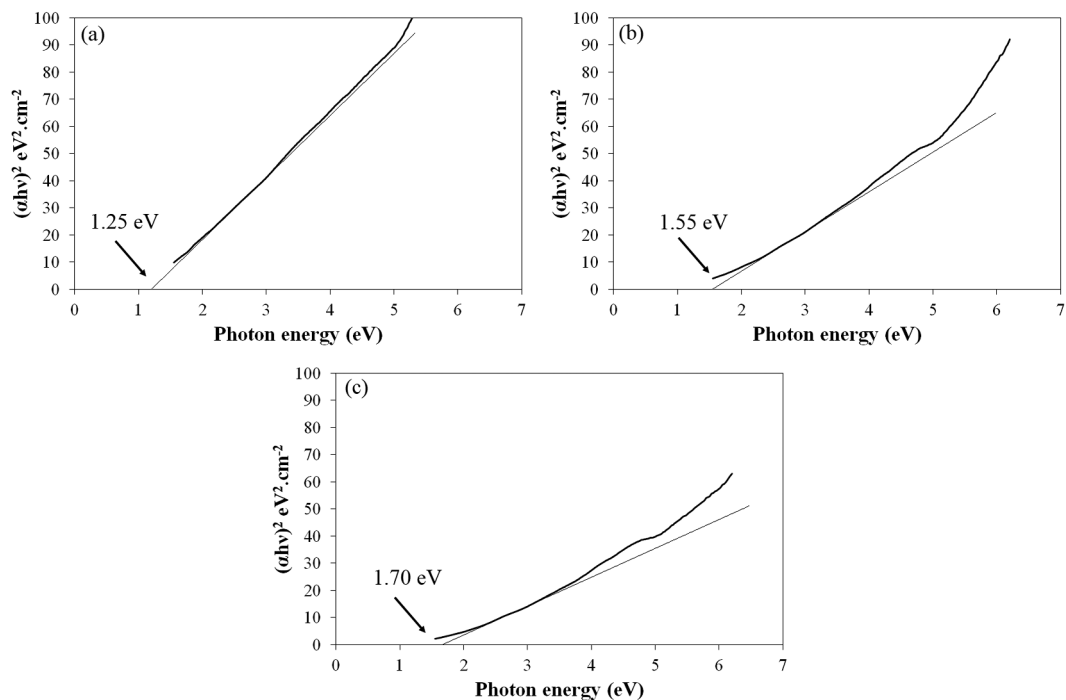 (a)
(αhν)² eV².cm⁻²
100
90
80
70
60
50
40
30
20
10
0
1.25 eV
0 1 2 3 4 5 6 7
Photon energy (eV)
(b)
(αhν)² eV².cm⁻²
100
90
80
70
60
50
40
30
20
10
0
1.55 eV
0 1 2 3 4 5 6 7
Photon energy (eV)
(c)
(αhν)² eV².cm⁻²
100
90
80
70
60
50
40
30
20
10
0
1.70 eV
0 1 2 3 4 5 6 7
Photon energy (eV)